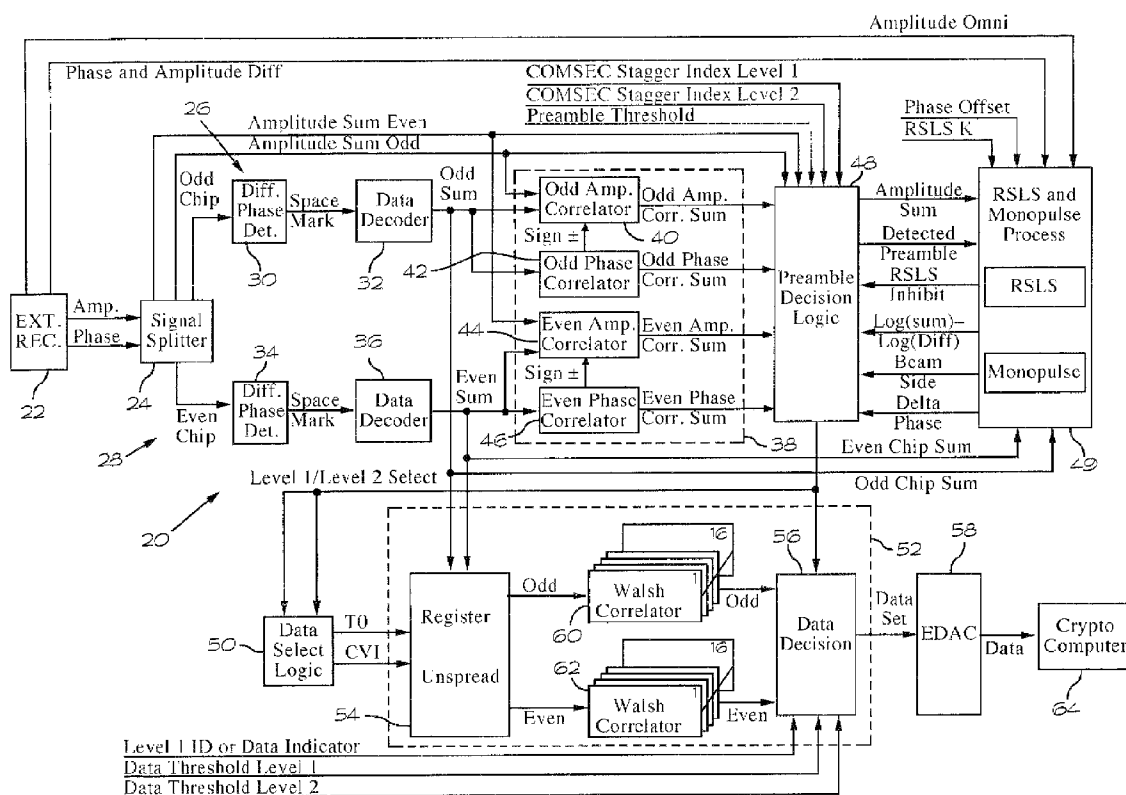 Amplitude Omni
Phase and Amplitude Diff
COMSEC Stagger Index Level 1
COMSEC Stagger Index Level 2
Preamble Threshold
Phase Offset
RSLS K
26
Amplitude Sum Even
Amplitude Sum Odd
48
Odd
Chip
Diff.
Phase
Det.
30
Space
Mark
Data
Decoder
32
Odd
Sum
Odd Amp.
Correlator
40
Odd Amp.
Corr. Sum
Sign ±
42
Odd Phase
Correlator
Odd Phase
Corr. Sum
44
Even Amp.
Correlator
Even Amp.
Corr. Sum
Sign ±
46
Even Phase
Correlator
Even Phase
Corr. Sum
38
Preamble
Decision
Logic
Amplitude
Sum
Detected
Preamble
RSLS
Inhibit
Log(sum)–
Log(Diff)
Beam
Side
Delta
Phase
RSLS and
Monopulse
Process
RSLS
Monopulse
49
EXT.
REC.
22
Amp.
Phase
Signal
Splitter
24
Even
Chip
28
34
Diff.
Phase
Det.
Space
Mark
36
Data
Decoder
Even
Sum
Even Chip Sum
Odd Chip Sum
20
Level 1/Level 2 Select
50
Data
Select
Logic
T0
CVI
Register
Unspread
54
Odd
16
1
Walsh
Correlator
60
Odd
Even
16
1
62
Walsh
Correlator
Even
52
56
Data
Decision
Data
Set
58
EDAC
Data
Crypto
Computer
64
Level 1 ID or Data Indicator
Data Threshold Level 1
Data Threshold Level 2